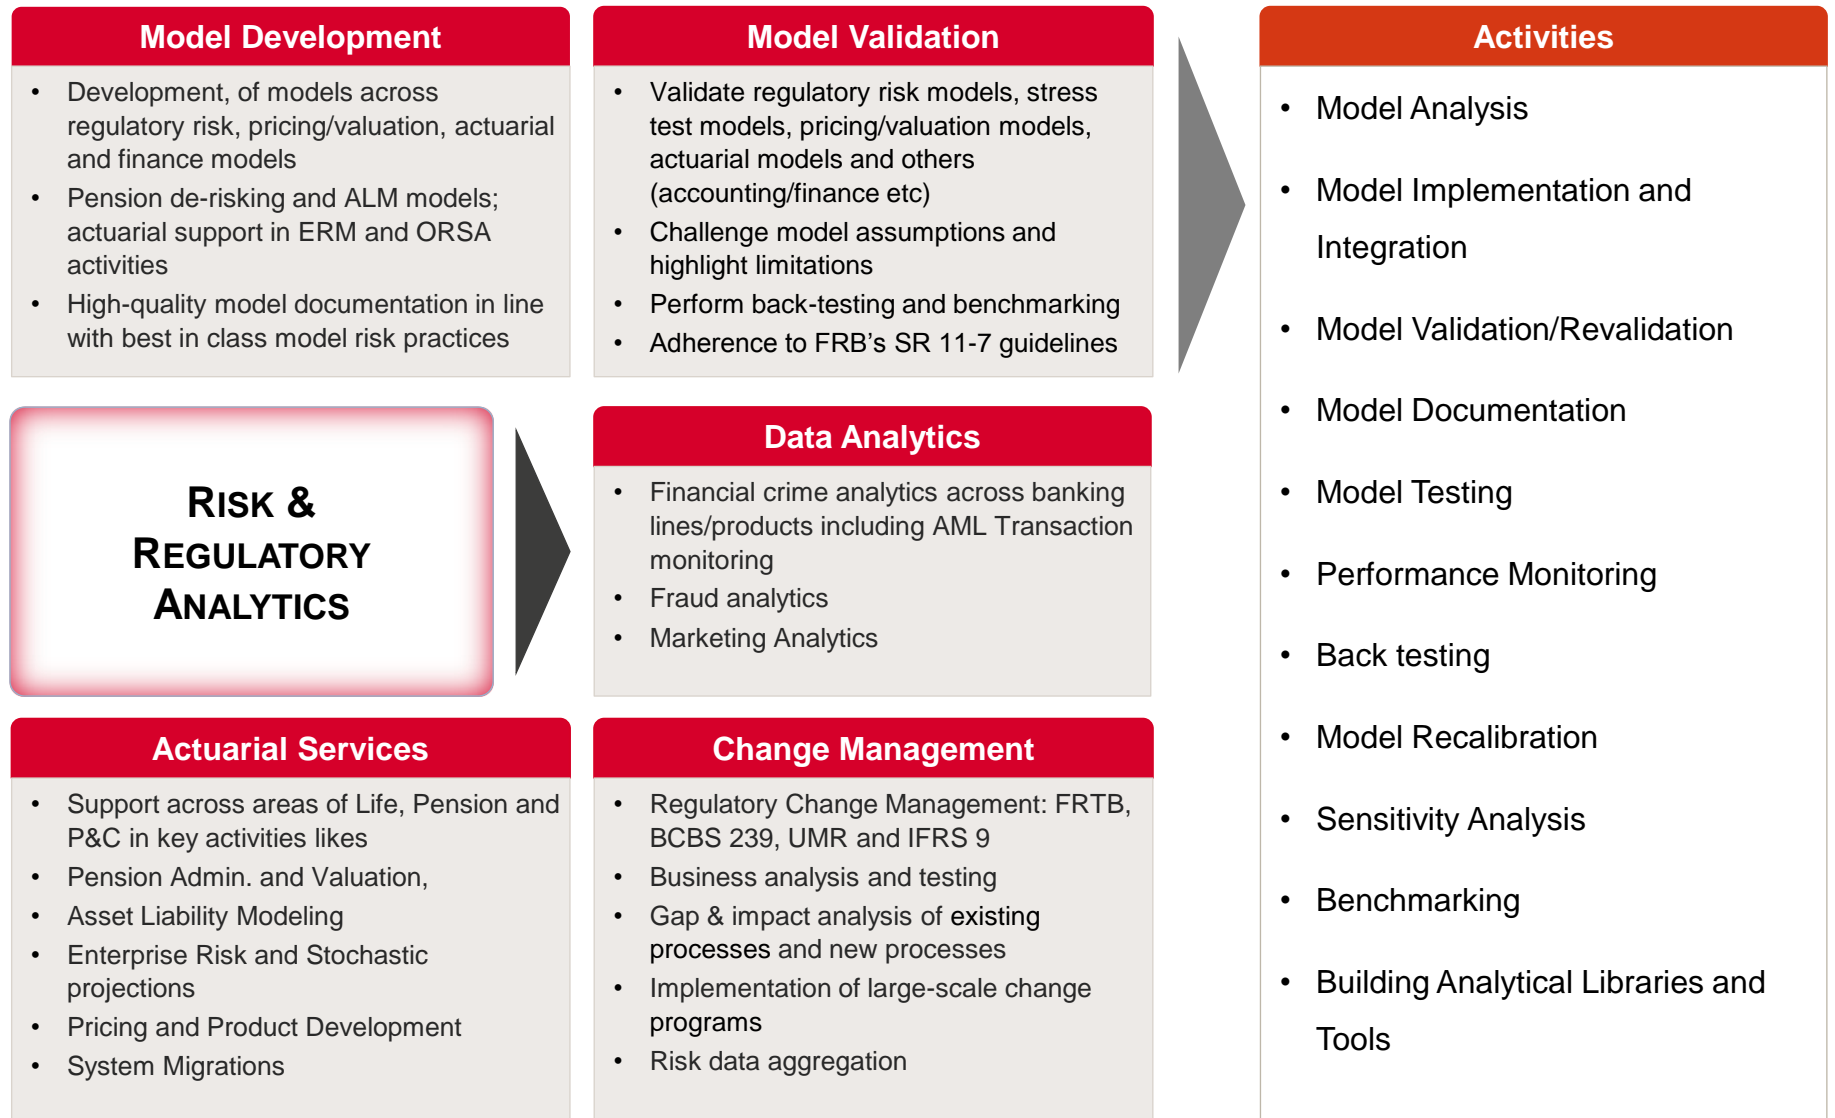 Model Development
• Development, of models across
regulatory risk, pricing/valuation, actuarial
and finance models
• Pension de-risking and ALM models;
actuarial support in ERM and ORSA
activities
• High-quality model documentation in line
with best in class model risk practices
Model Validation
• Validate regulatory risk models, stress
test models, pricing/valuation models,
actuarial models and others
(accounting/finance etc)
• Challenge model assumptions and
highlight limitations
• Perform back-testing and benchmarking
• Adherence to FRB’s SR 11-7 guidelines
RISK &
REGULATORY
ANALYTICS
Data Analytics
• Financial crime analytics across banking
lines/products including AML Transaction
monitoring
• Fraud analytics
• Marketing Analytics
Actuarial Services
• Support across areas of Life, Pension and
P&C in key activities likes
• Pension Admin. and Valuation,
• Asset Liability Modeling
• Enterprise Risk and Stochastic
projections
• Pricing and Product Development
• System Migrations
Change Management
• Regulatory Change Management: FRTB,
BCBS 239, UMR and IFRS 9
• Business analysis and testing
• Gap & impact analysis of existing
processes and new processes
• Implementation of large-scale change
programs
• Risk data aggregation
Activities
• Model Analysis
• Model Implementation and
Integration
• Model Validation/Revalidation
• Model Documentation
• Model Testing
• Performance Monitoring
• Back testing
• Model Recalibration
• Sensitivity Analysis
• Benchmarking
• Building Analytical Libraries and
Tools